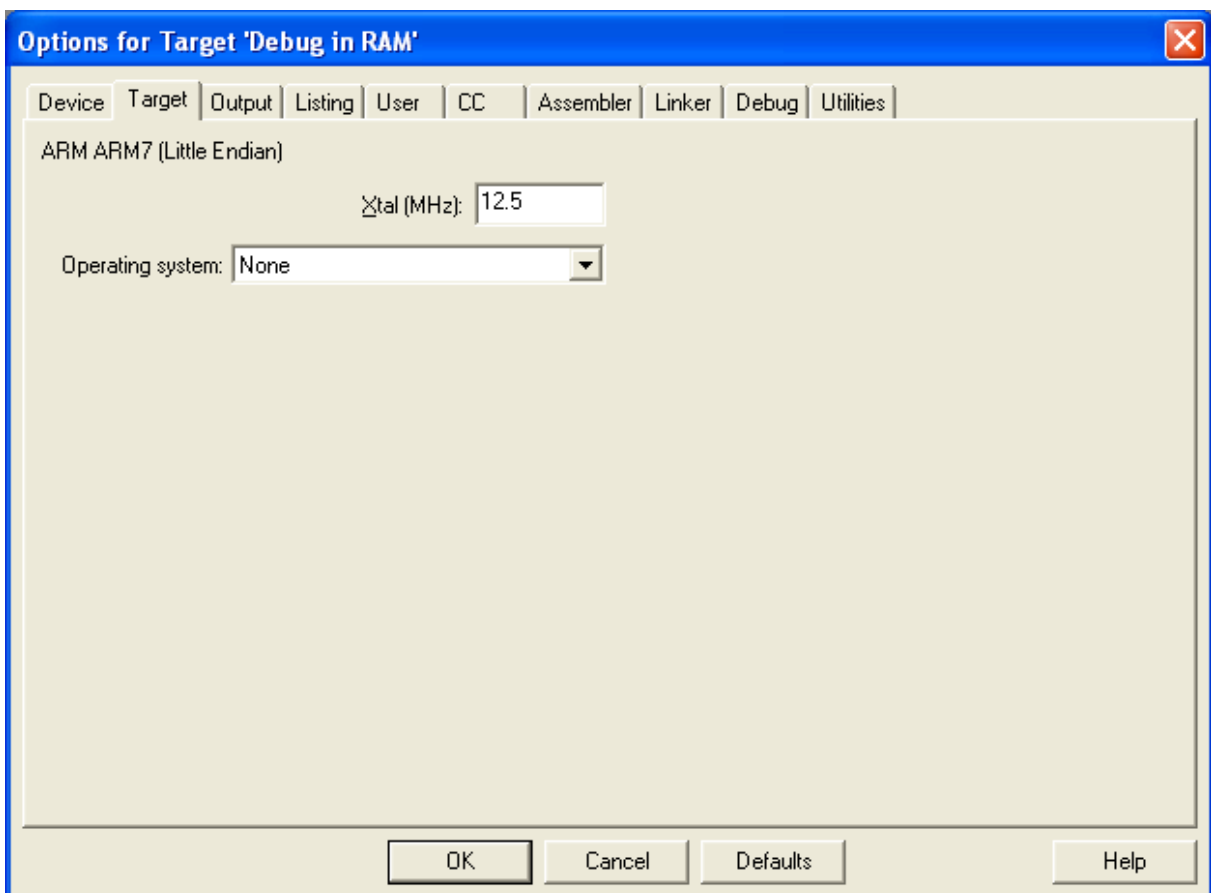 Options for Target 'Debug in RAM'
Device Target Output Listing User CC Assembler Linker Debug Utilities
ARM ARM7 (Little Endian)
Xtal (MHz): 12.5
Operating system: None
OK Cancel Defaults Help